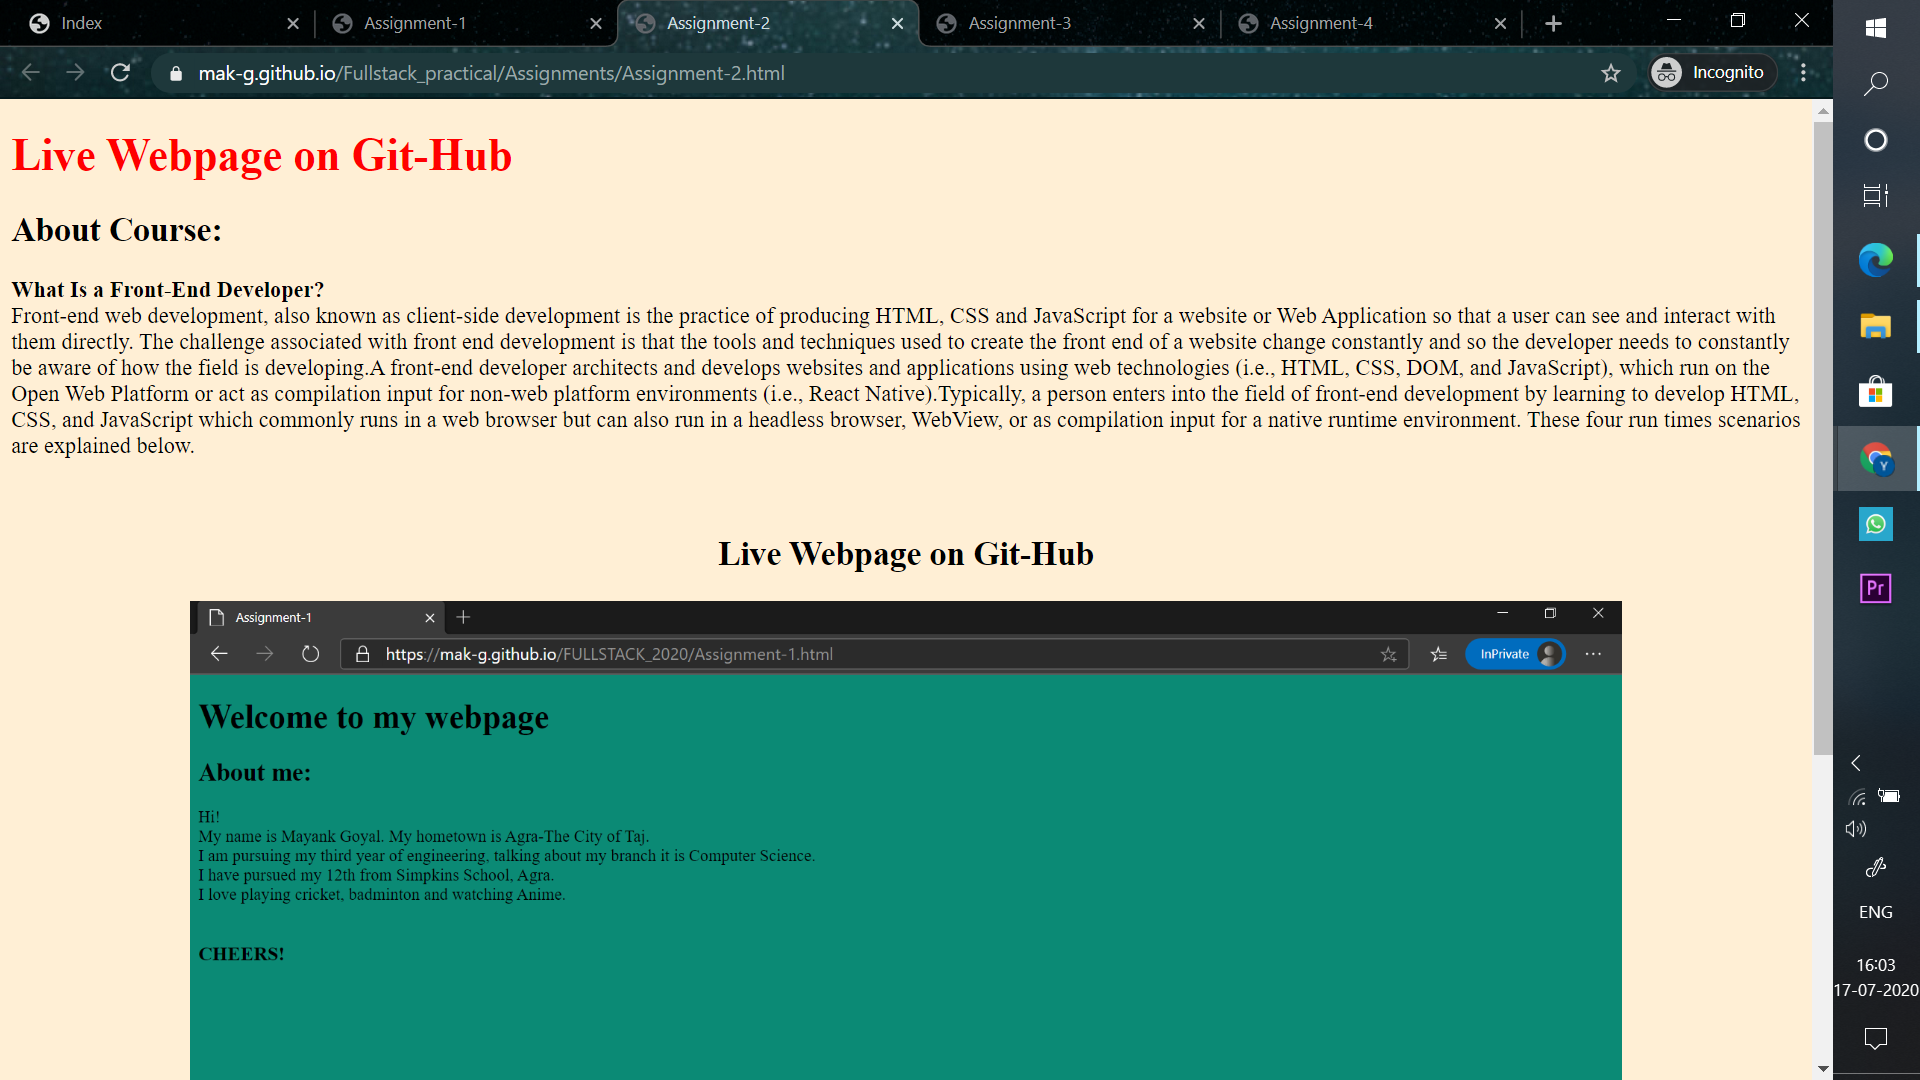 Index
Assignment-1
Assignment-2
Assignment-3
Assignment-4
mak-g.github.io/Fullstack_practical/Assignments/Assignment-2.html
Incognito
Live Webpage on Git-Hub
About Course:
What Is a Front-End Developer?
Front-end web development, also known as client-side development is the practice of producing HTML, CSS and JavaScript for a website or Web Application so that a user can see and interact with
them directly. The challenge associated with front end development is that the tools and techniques used to create the front end of a website change constantly and so the developer needs to constantly
be aware of how the field is developing.A front-end developer architects and develops websites and applications using web technologies (i.e., HTML, CSS, DOM, and JavaScript), which run on the
Open Web Platform or act as compilation input for non-web platform environments (i.e., React Native).Typically, a person enters into the field of front-end development by learning to develop HTML,
CSS, and JavaScript which commonly runs in a web browser but can also run in a headless browser, WebView, or as compilation input for a native runtime environment. These four run times scenarios
are explained below.
Live Webpage on Git-Hub
Assignment-1
https://mak-g.github.io/FULLSTACK_2020/Assignment-1.html
InPrivate
Welcome to my webpage
About me:
Hi!
My name is Mayank Goyal. My hometown is Agra-The City of Taj.
I am pursuing my third year of engineering, talking about my branch it is Computer Science.
I have pursued my 12th from Simpkins School, Agra.
I love playing cricket, badminton and watching Anime.
CHEERS!
Y
Pr
ENG
16:03
17-07-2020